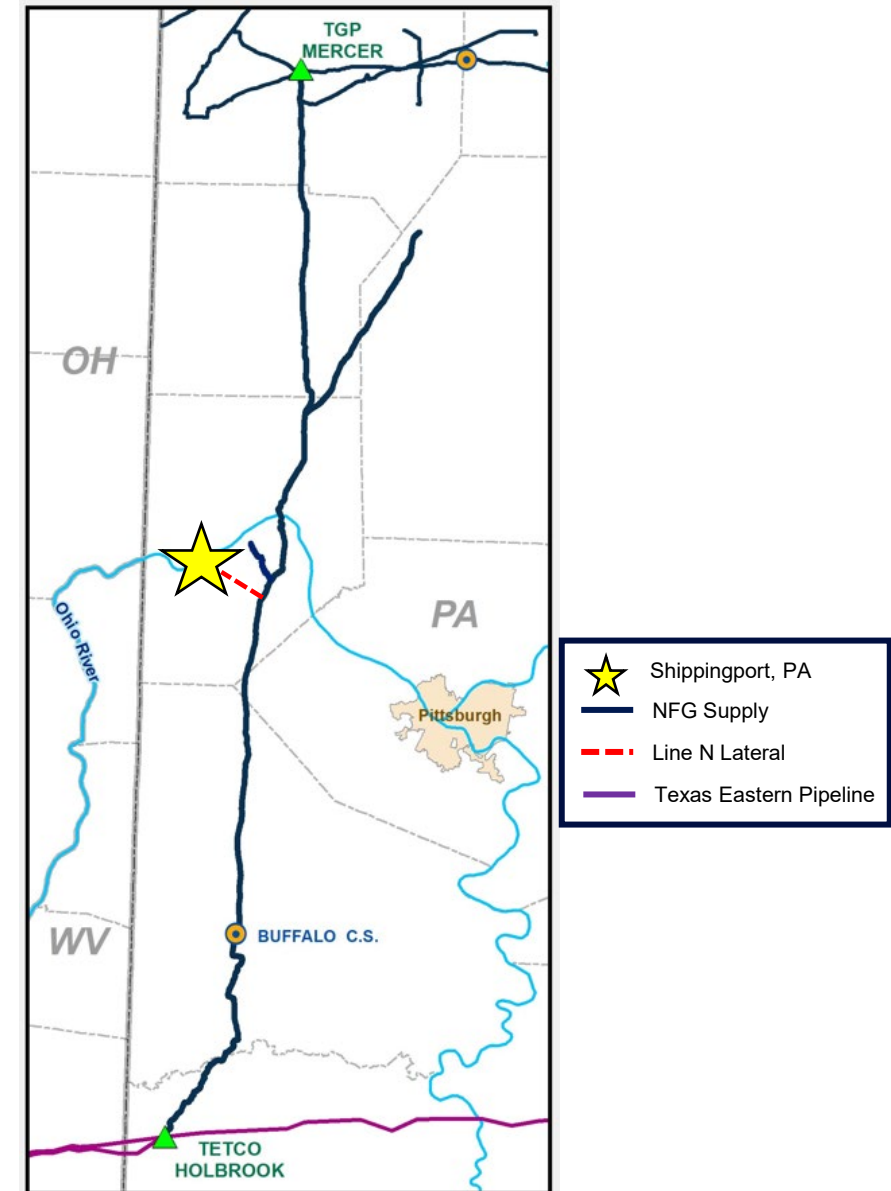 TGP
MERCER
OH
Ohio River
PA
Pittsburgh
WV
BUFFALO C.S.
TETCO
HOLBROOK
Shippingport, PA
NFG Supply
Line N Lateral
Texas Eastern Pipeline